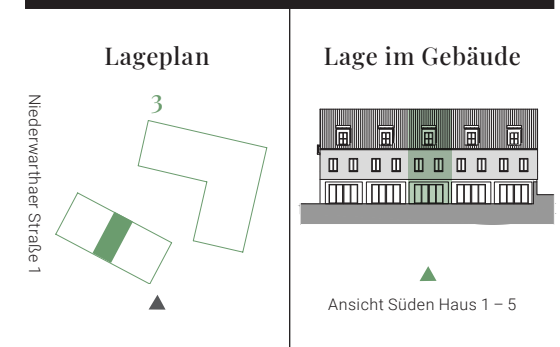 Lageplan
3
Niederwarthaer Straße 1
Lage im Gebäude
Ansicht Süden Haus 1 – 5